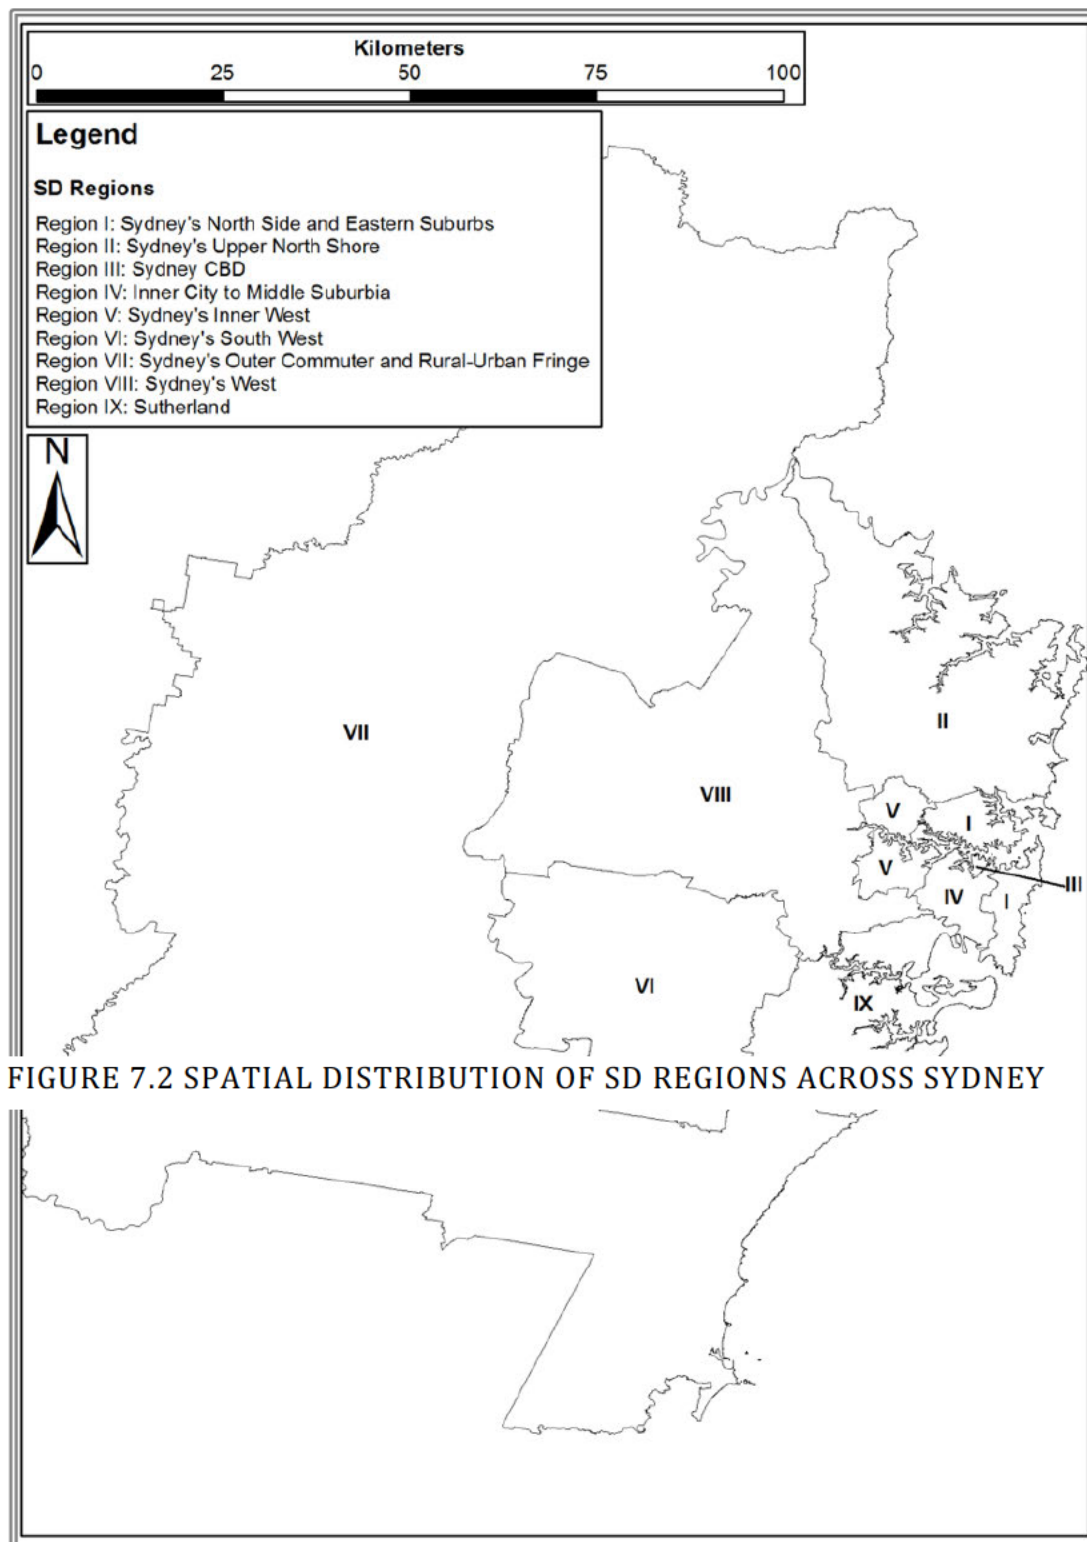 Kilometers
0 25 50 75 100
Legend
SD Regions
Region I: Sydney's North Side and Eastern Suburbs
Region II: Sydney's Upper North Shore
Region III: Sydney CBD
Region IV: Inner City to Middle Suburbia
Region V: Sydney's Inner West
Region VI: Sydney's South West
Region VII: Sydney's Outer Commuter and Rural-Urban Fringe
Region VIII: Sydney's West
Region IX: Sutherland
N
II
VII
VIII
V
I
V
III
IV
I
VI
IX
FIGURE 7.2 SPATIAL DISTRIBUTION OF SD REGIONS ACROSS SYDNEY